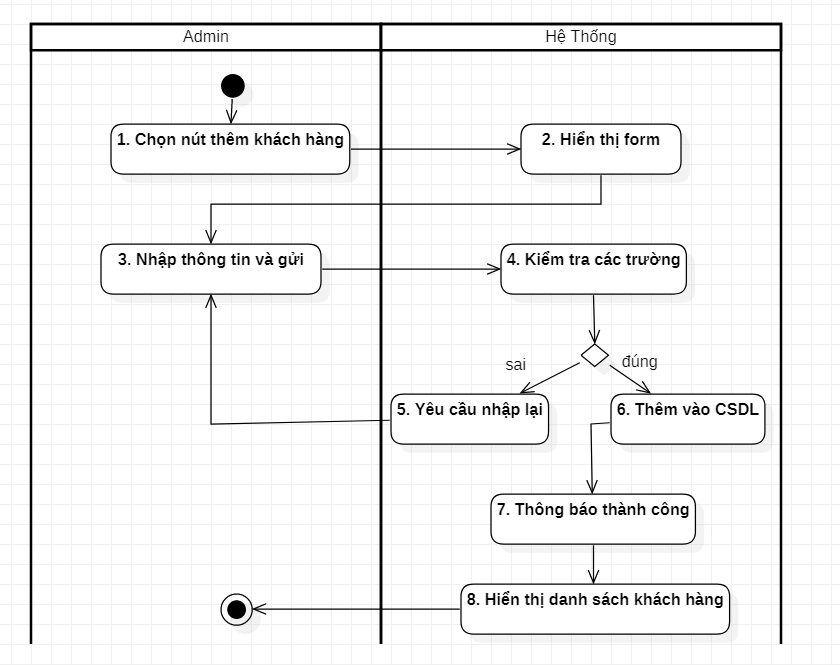 Admin
Hệ Thống
1. Chọn nút thêm khách hàng
2. Hiển thị form
3. Nhập thông tin và gửi
4. Kiểm tra các trường
sai
đúng
5. Yêu cầu nhập lại
6. Thêm vào CSDL
7. Thông báo thành công
8. Hiển thị danh sách khách hàng